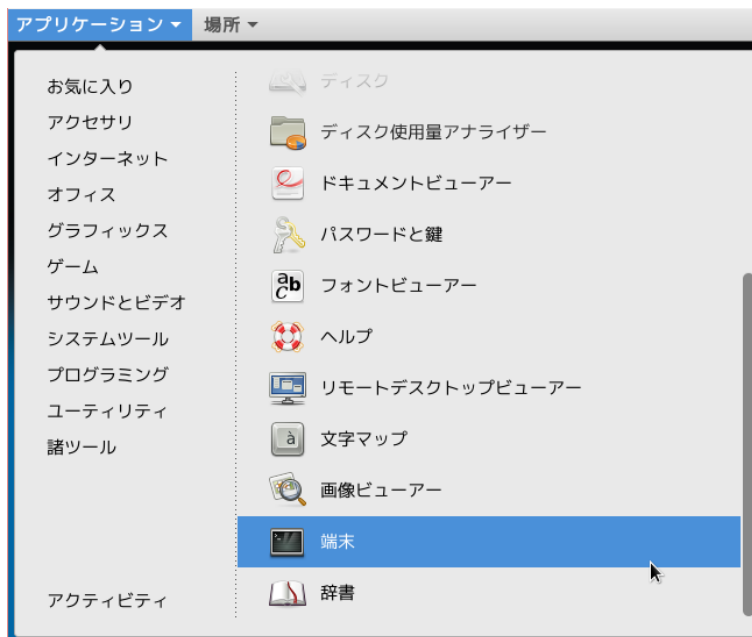 アプリケーション 場所
お気に入り
アクセサリ
インターネット
オフィス
グラフィックス
ゲーム
サウンドとビデオ
システムツール
プログラミング
ユーティリティ
諸ツール
アクティビティ
ディスク
ディスク使用量アナライザー
ドキュメントビューアー
パスワードと鍵
フォントビューアー
ヘルプ
リモートデスクトップビューアー
文字マップ
画像ビューアー
端末
辞書